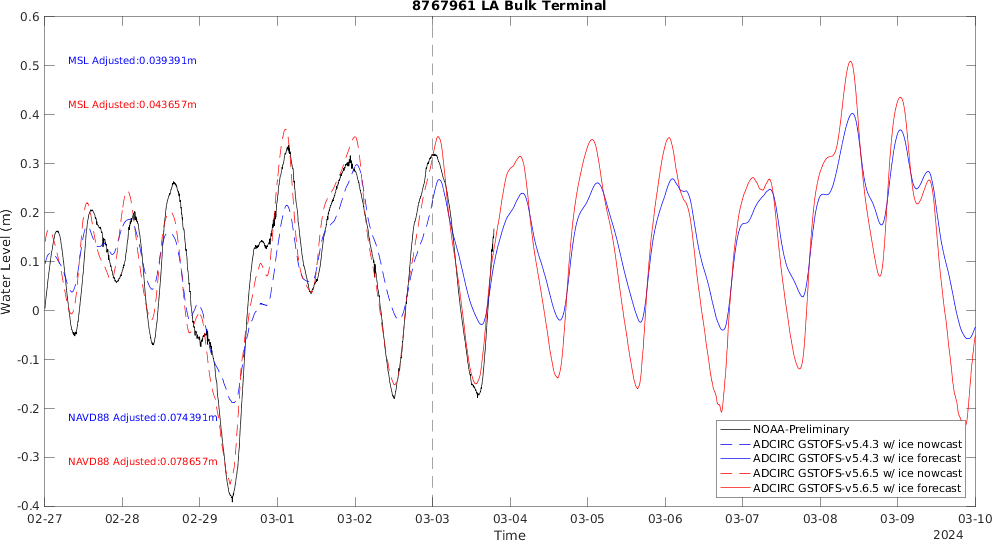 8767961 LA Bulk Terminal
MSL Adjusted:0.039391m
MSL Adjusted:0.043657m
NAVD88 Adjusted:0.074391m
NAVD88 Adjusted:0.078657m
Water Level (m)
0.6
0.5
0.4
0.3
0.2
0.1
0
-0.1
-0.2
-0.3
-0.4
NOAA-Preliminary
ADCIRC GSTOFS-v5.4.3 w/ ice nowcast
ADCIRC GSTOFS-v5.4.3 w/ ice forecast
ADCIRC GSTOFS-v5.6.5 w/ ice nowcast
ADCIRC GSTOFS-v5.6.5 w/ ice forecast
02-27 02-28 02-29 03-01 03-02 03-03 03-04 03-05 03-06 03-07 03-08 03-09 03-10
Time
2024